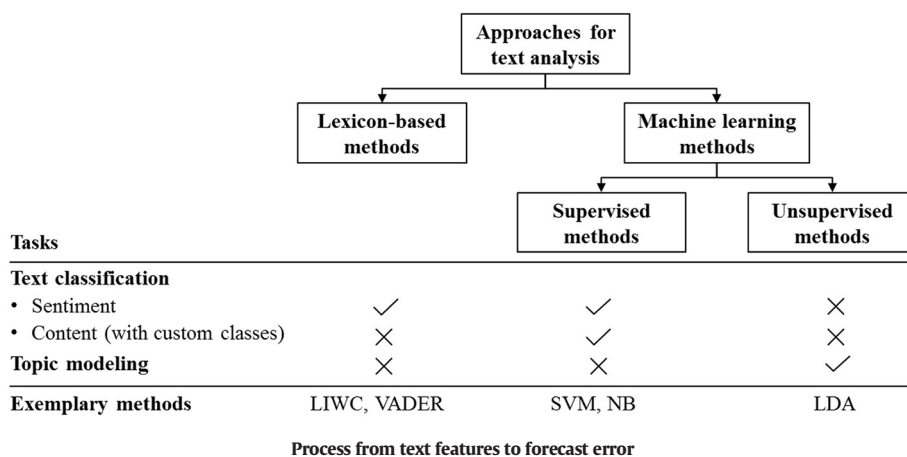 Approaches for
text analysis
Lexicon-based
methods
Machine learning
methods
Supervised
methods
Unsupervised
methods
Tasks
Text classification
• Sentiment
• Content (with custom classes)
Topic modeling
Exemplary methods LIWC, VADER SVM, NB LDA
Process from text features to forecast error